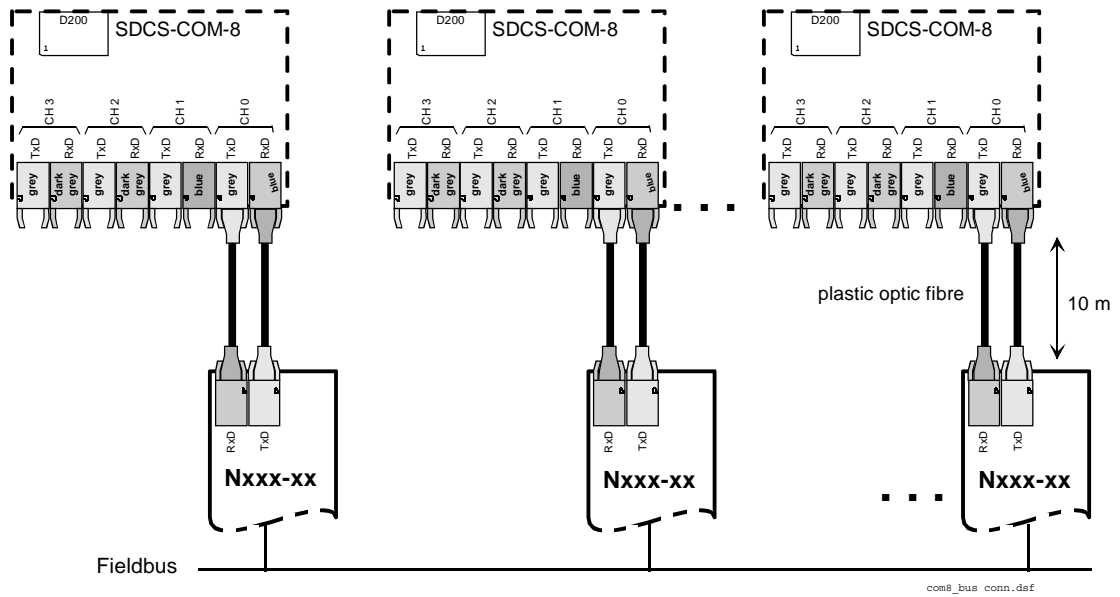 D200
1
SDCS-COM-8
D200
1
SDCS-COM-8
D200
1
SDCS-COM-8
CH 3 CH 2 CH 1 CH 0
TxD RxD TxD RxD TxD RxD TxD RxD
grey dark grey grey dark grey grey blue grey blue
CH 3 CH 2 CH 1 CH 0
TxD RxD TxD RxD TxD RxD TxD RxD
grey dark grey grey dark grey grey blue grey blue
CH 3 CH 2 CH 1 CH 0
TxD RxD TxD RxD TxD RxD TxD RxD
grey dark grey grey dark grey grey blue grey blue
. . .
plastic optic fibre
10 m
RxD TxD
RxD TxD
RxD TxD
Nxxx-xx
Nxxx-xx
. . .
Nxxx-xx
Fieldbus
com8_bus conn.dsf